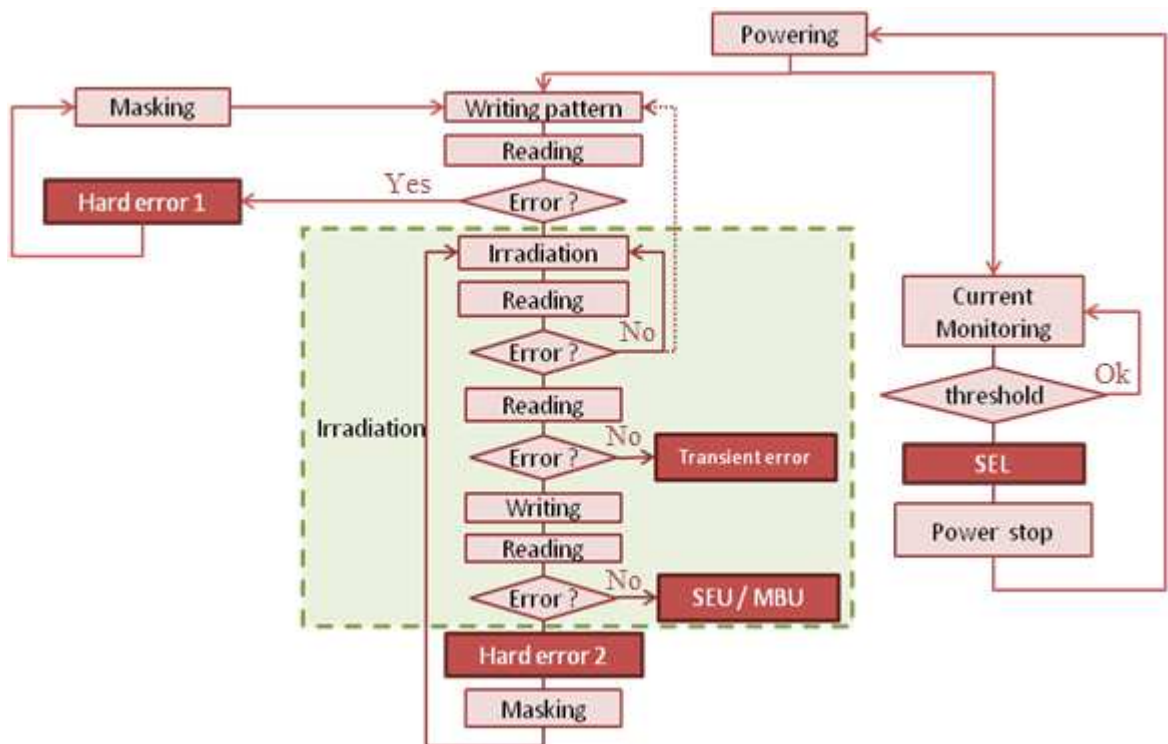 Powering
Masking
Writing pattern
Reading
Yes
Hard error 1
Error ?
Irradiation
Reading
No
Error ?
Current
Monitoring
Ok
threshold
Reading
Irradiation
No
Error ?
Transient error
SEL
Writing
Power stop
Reading
No
Error ?
SEU / MBU
Hard error 2
Masking